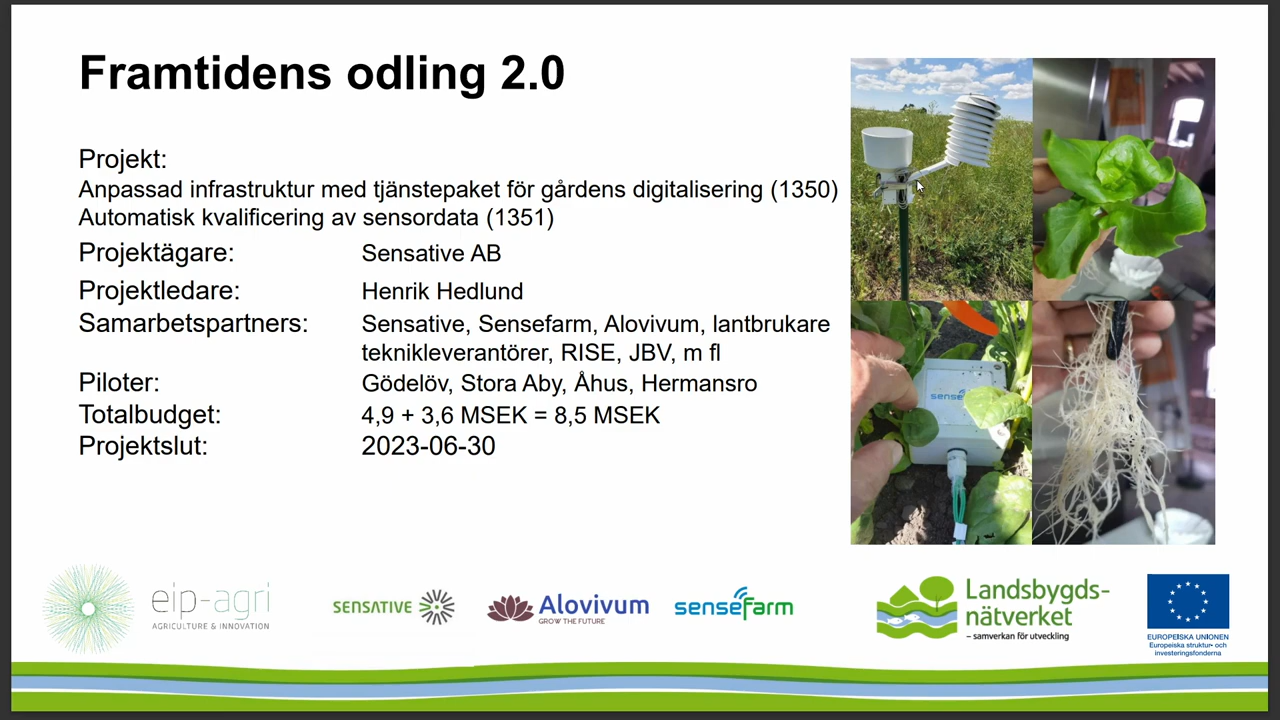 Framtidens odling 2.0
Projekt:
Anpassad infrastruktur med tjänstepaket för gårdens digitalisering (1350)
Automatisk kvalificering av sensordata (1351)
Projektägare: Sensative AB
Projektledare: Henrik Hedlund
Samarbetspartners: Sensative, Sensefarm, Alovivum, lantbrukare
teknikleverantörer, RISE, JBV, m fl
Piloter: Gödelöv, Stora Aby, Åhus, Hermansro
Totalbudget: 4,9 + 3,6 MSEK = 8,5 MSEK
Projektslut: 2023-06-30
sense
eip-agri
AGRICULTURE & INNOVATION
SENSATIVE
Alovivum
GROW THE FUTURE
senseFarm
Landsbygds-
nätverket
– samverkan för utveckling
EUROPEISKA UNIONEN
Europeiska struktur- och
investeringsfonderna